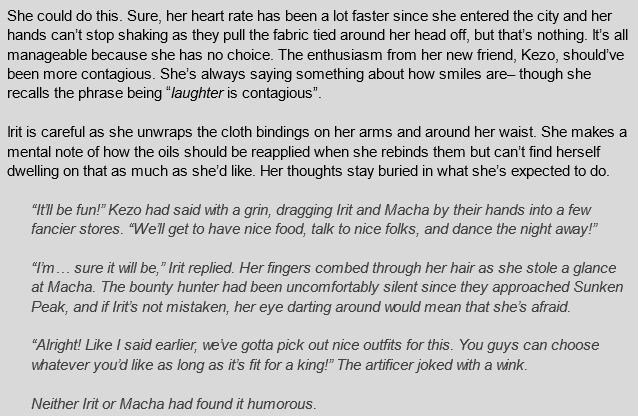 She could do this. Sure, her heart rate has been a lot faster since she entered the city and her
hands can’t stop shaking as they pull the fabric tied around her head off, but that’s nothing. It’s all
manageable because she has no choice. The enthusiasm from her new friend, Kezo, should’ve
been more contagious. She’s always saying something about how smiles are– though she
recalls the phrase being “laughter is contagious”.

Irit is careful as she unwraps the cloth bindings on her arms and around her waist. She makes a
mental note of how the oils should be reapplied when she rebinds them but can’t find herself
dwelling on that as much as she’d like. Her thoughts stay buried in what she’s expected to do.

“It’ll be fun!” Kezo had said with a grin, dragging Irit and Macha by their hands into a few
fancier stores. “We’ll get to have nice food, talk to nice folks, and dance the night away!”

“I’m… sure it will be,” Irit replied. Her fingers combed through her hair as she stole a glance
at Macha. The bounty hunter had been uncomfortably silent since they approached Sunken
Peak, and if Irit’s not mistaken, her eye darting around would mean that she’s afraid.

“Alright! Like I said earlier, we’ve gotta pick out nice outfits for this. You guys can choose
whatever you’d like as long as it’s fit for a king!” The artificer joked with a wink.

Neither Irit or Macha had found it humorous.